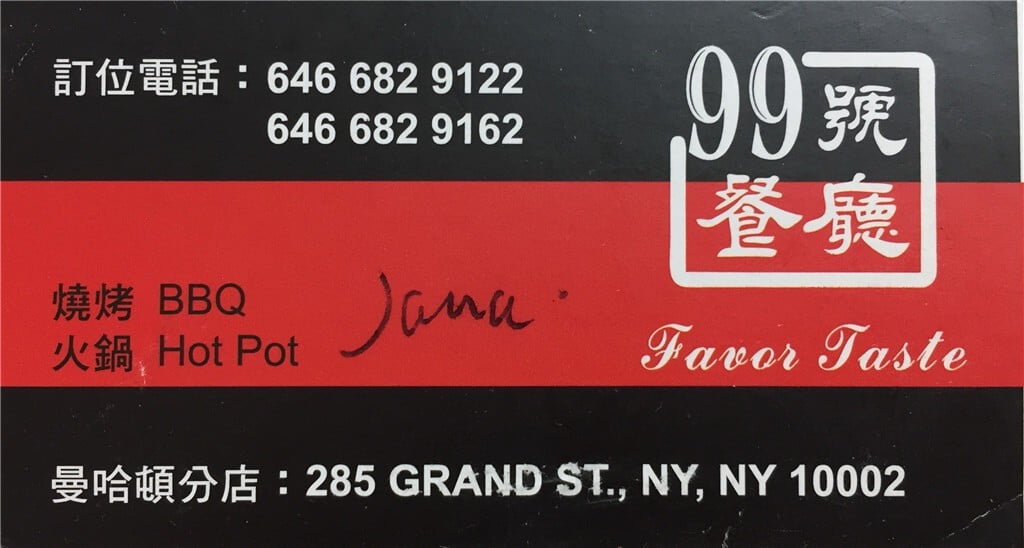 訂位電話：646 682 9122
646 682 9162
99號
餐廳
燒烤 BBQ
火鍋 Hot Pot
Jana.
Favor Taste
曼哈頓分店：285 GRAND ST., NY, NY 10002